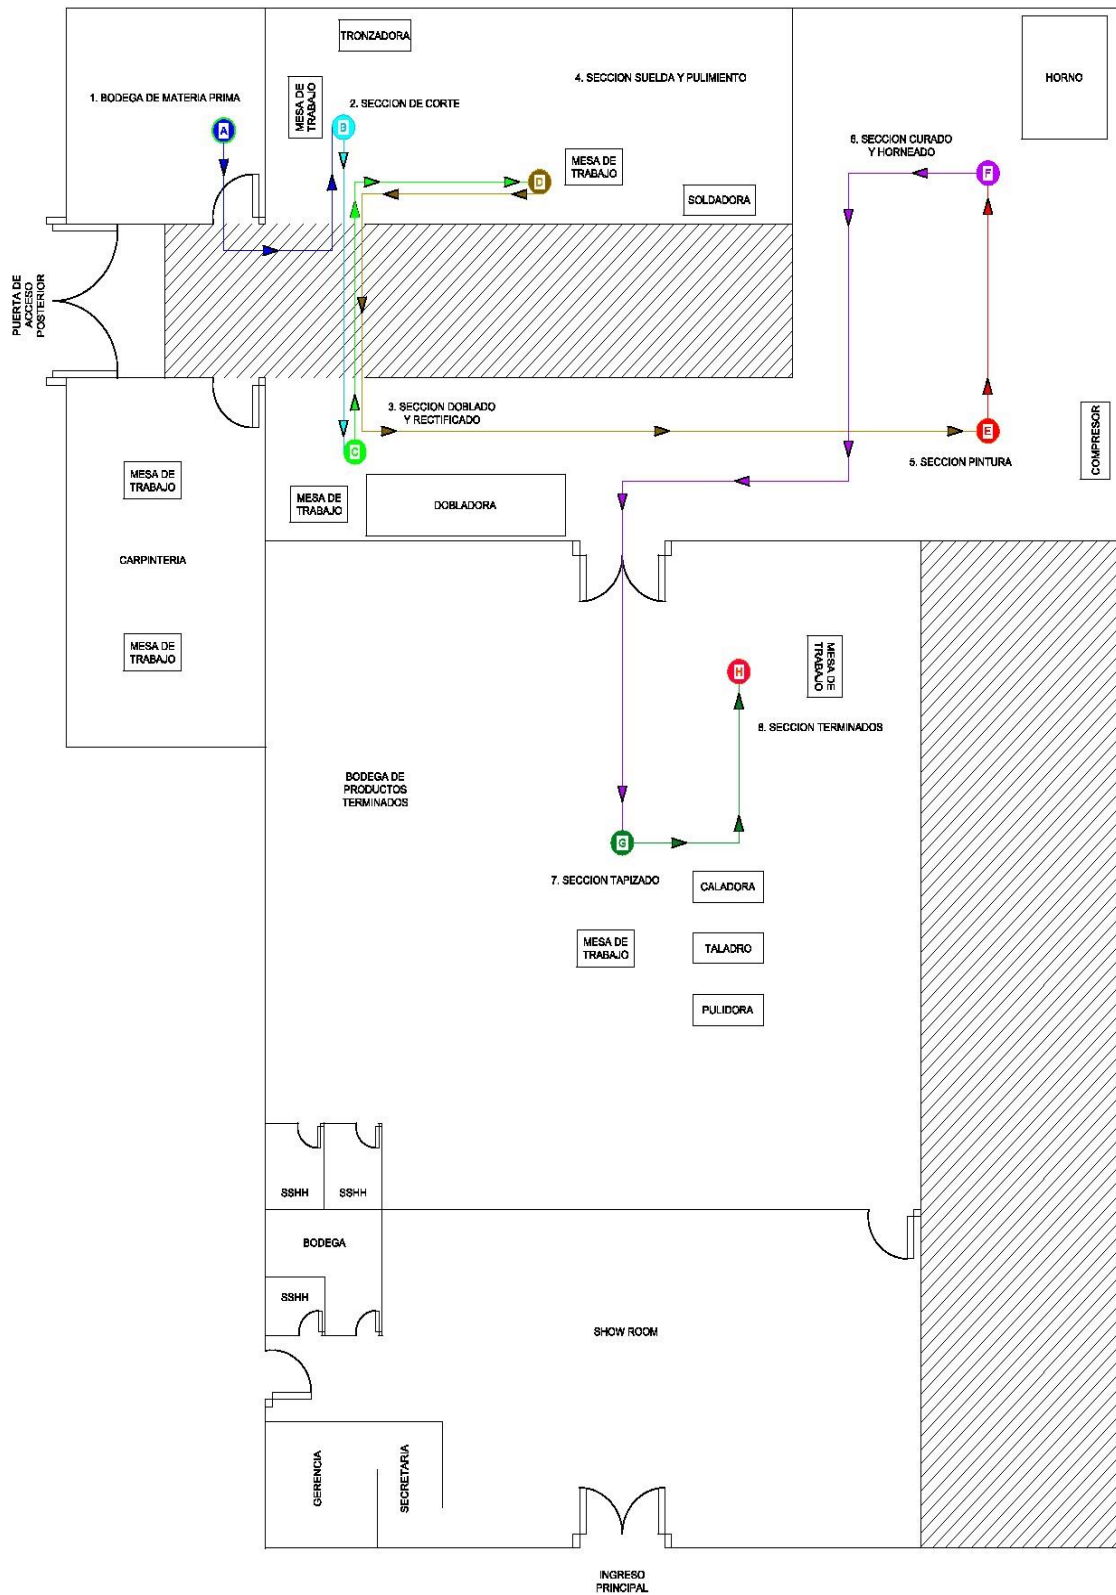 TRONZADORA
4. SECCION SUELDA Y PULIMIENTO
HORNO
1. BODEGA DE MATERIA PRIMA
MESA DE
TRABAJO
2. SECCION DE CORTE
A
B
6. SECCION CURADO
Y HORNEADO
MESA DE
TRABAJO
D
F
SOLDADORA
PUERTA DE
ACCESO
POSTERIOR
3. SECCION DOBLADO
Y RECTIFICADO
E
COMPRESOR
C
5. SECCION PINTURA
MESA DE
TRABAJO
MESA DE
TRABAJO
DOBLADORA
CARPINTERIA
MESA DE
TRABAJO
H
MESA DE
TRABAJO
8. SECCION TERMINADOS
BODEGA DE
PRODUCTOS
TERMINADOS
G
7. SECCION TAPIZADO
CALADORA
MESA DE
TRABAJO
TALADRO
PULIDORA
SSHH
SSHH
BODEGA
SSHH
SHOW ROOM
GERENCIA
SECRETARIA
INGRESO
PRINCIPAL